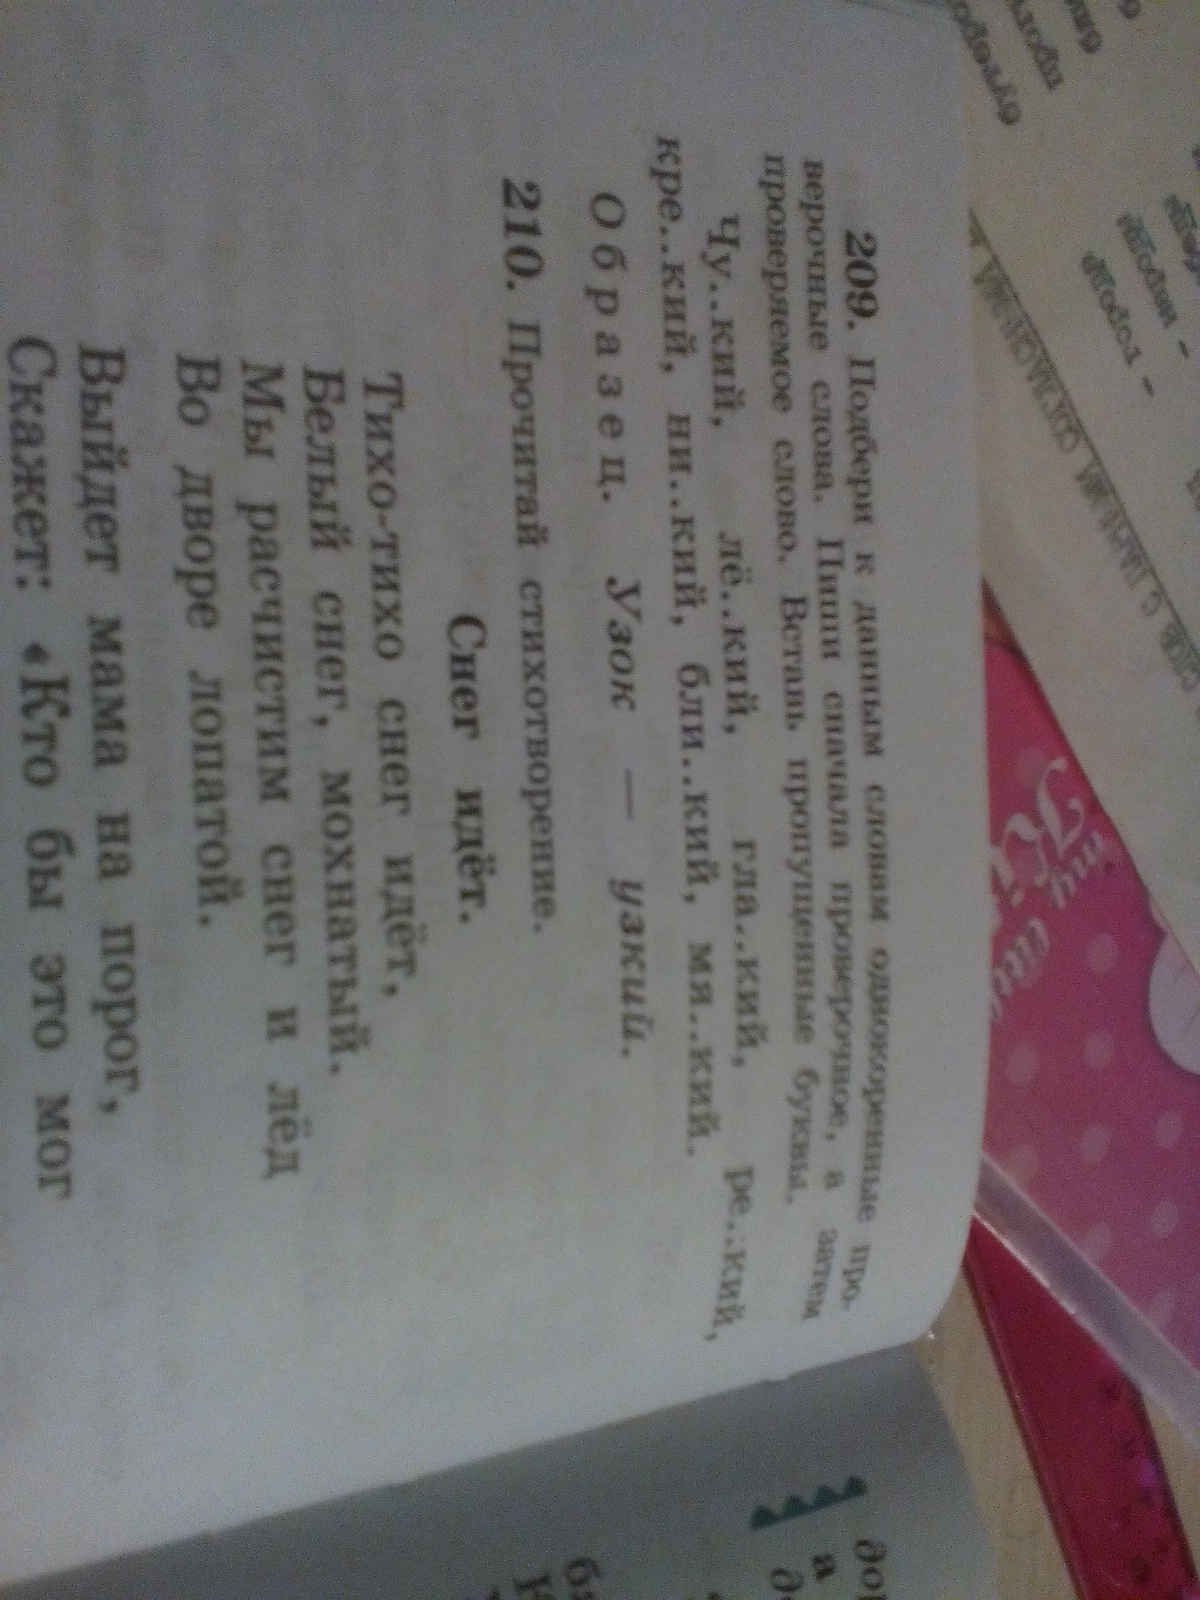 209. Подбери к данным словам однокоренные про-
верочные слова. Пиши сначала проверочное, а затем
проверяемое слово. Вставь пропущенные буквы.
Чу..кий, лё..кий, гла..кий, ре..кий,
кре..кий, ни..кий, бли..кий, мя..кий.
Образец. Узок — узкий.
210. Прочитай стихотворение.
Снег идёт.
Тихо-тихо снег идёт,
Белый снег, мохнатый.
Мы расчистим снег и лёд
Во дворе лопатой.
Выйдет мама на порог,
Скажет: «Кто бы это мог